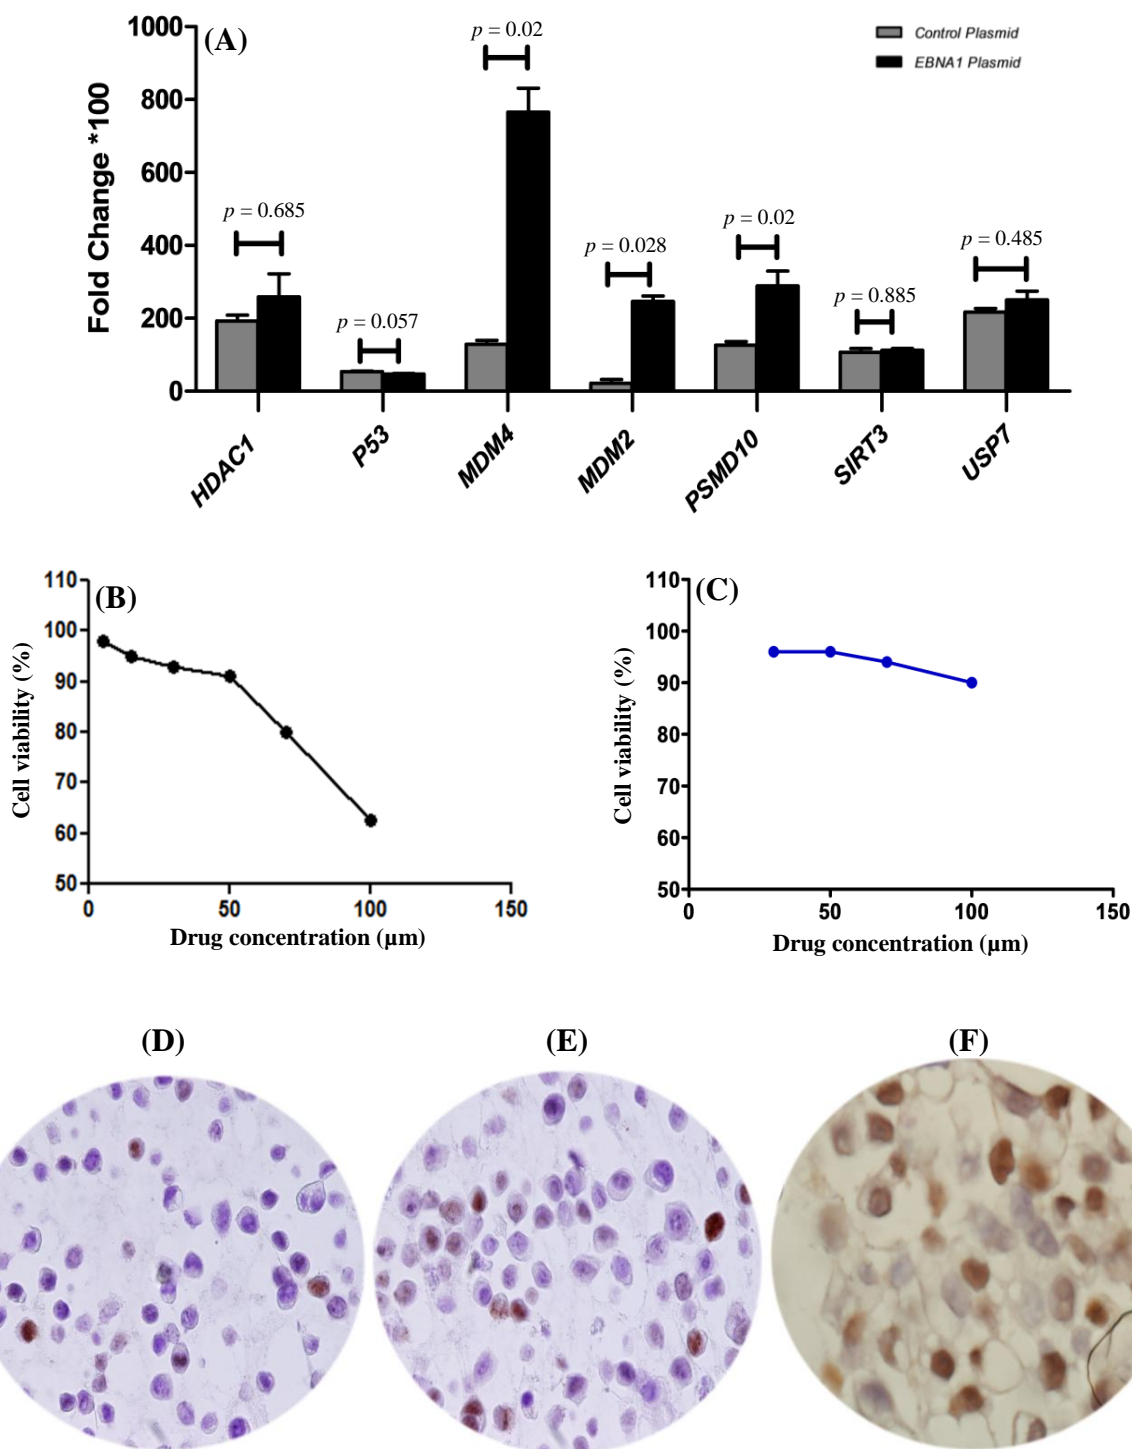 (A)
Fold Change *100
1000
800
600
400
200
0
Control Plasmid
EBNA1 Plasmid
p = 0.685
p = 0.057
p = 0.02
p = 0.028
p = 0.02
p = 0.885
p = 0.485
HDAC1
P53
MDM4
MDM2
PSMD10
SIRT3
USP7
(B)
Cell viability (%)
110
100
90
80
70
60
50
0 50 100 150
Drug concentration (µm)
(C)
Cell viability (%)
110
100
90
80
70
60
50
0 50 100 150
Drug concentration (µm)
(D) (E) (F)